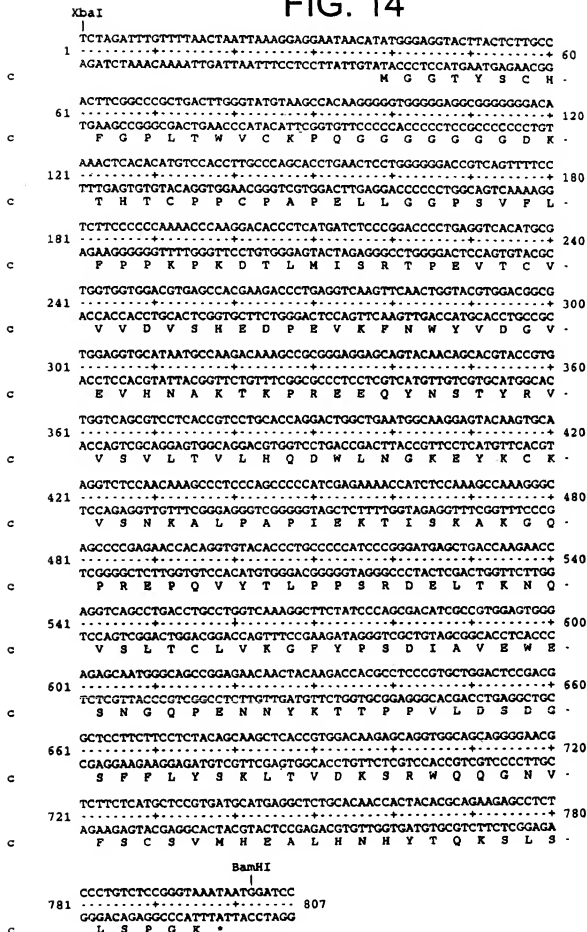 FIG. 14
XbaI
|
TCTAGATTTGTTTTAACTAATTAAAGGAGGAATAACATATGGGAGGTACTTACTCTTGCC
1 ---------+---------+---------+---------+---------+---------+ 60
AGATCTAAACAAAATTGATTAATTTCCTCCTTATTGTATACCCTCCATGAATGAGAACGG
c M G G T Y S C H -
ACTTCGGCCCGCTGACTTGGGTATGTAAGCCACAAGGGGGTGGGGGAGGCGGGGGGGACA
61 ---------+---------+---------+---------+---------+---------+ 120
TGAAGCCGGGCGACTGAACCCATACATTCGGTGTTCCCCCACCCCCTCCGCCCCCCCTGT
c F G P L T W V C K P Q G G G G G G G D K -
AAACTCACACATGTCCACCTTGCCCAGCACCTGAACTCCTGGGGGGACCGTCAGTTTTCC
121 ---------+---------+---------+---------+---------+---------+ 180
TTTGAGTGTGTACAGGTGGAACGGGTCGTGGACTTGAGGACCCCCCTGGCAGTCAAAAGG
c T H T C P P C P A P E L L G G P S V F L -
TCTTCCCCCCAAAACCCAAGGACACCCTCATGATCTCCCGGACCCCTGAGGTCACATGCG
181 ---------+---------+---------+---------+---------+---------+ 240
AGAAGGGGGGTTTTGGGTTCCTGTGGGAGTACTAGAGGGCCTGGGGACTCCAGTGTACGC
c F P P K P K D T L M I S R T P E V T C V -
TGGTGGTGGACGTGAGCCACGAAGACCCTGAGGTCAAGTTCAACTGGTACGTGGACGGCG
241 ---------+---------+---------+---------+---------+---------+ 300
ACCACCACCTGCACTCGGTGCTTCTGGGACTCCAGTTCAAGTTGACCATGCACCTGCCGC
c V V D V S H E D P E V K F N W Y V D G V -
TGGAGGTGCATAATGCCAAGACAAAGCCGCGGGAGGAGCAGTACAACAGCACGTACCGTG
301 ---------+---------+---------+---------+---------+---------+ 360
ACCTCCACGTATTACGGTTCTGTTTCGGCGCCCTCCTCGTCATGTTGTCGTGCATGGCAC
c E V H N A K T K P R E E Q Y N S T Y R V -
TGGTCAGCGTCCTCACCGTCCTGCACCAGGACTGGCTGAATGGCAAGGAGTACAAGTGCA
361 ---------+---------+---------+---------+---------+---------+ 420
ACCAGTCGCAGGAGTGGCAGGACGTGGTCCTGACCGACTTACCGTTCCTCATGTTCACGT
c V S V L T V L H Q D W L N G K E Y K C K -
AGGTCTCCAACAAAGCCCTCCCAGCCCCCATCGAGAAAACCATCTCCAAAGCCAAAGGGC
421 ---------+---------+---------+---------+---------+---------+ 480
TCCAGAGGTTGTTTCGGGAGGGTCGGGGGTAGCTCTTTTGGTAGAGGTTTCGGTTTCCCG
c V S N K A L P A P I E K T I S K A K G Q -
AGCCCCGAGAACCACAGGTGTACACCCTGCCCCCATCCCGGGATGAGCTGACCAAGAACC
481 ---------+---------+---------+---------+---------+---------+ 540
TCGGGGCTCTTGGTGTCCACATGTGGGACGGGGGTAGGGCCCTACTCGACTGGTTCTTGG
c P R E P Q V Y T L P P S R D E L T K N Q -
AGGTCAGCCTGACCTGCCTGGTCAAAGGCTTCTATCCCAGCGACATCGCCGTGGAGTGGG
541 ---------+---------+---------+---------+---------+---------+ 600
TCCAGTCGGACTGGACGGACCAGTTTCCGAAGATAGGGTCGCTGTAGCGGCACCTCACCC
c V S L T C L V K G F Y P S D I A V E W E -
AGAGCAATGGGCAGCCGGAGAACAACTACAAGACCACGCCTCCCGTGCTGGACTCCGACG
601 ---------+---------+---------+---------+---------+---------+ 660
TCTCGTTACCCGTCGGCCTCTTGTTGATGTTCTGGTGCGGAGGGCACGACCTGAGGCTGC
c S N G Q P E N N Y K T T P P V L D S D G -
GCTCCTTCTTCCTCTACAGCAAGCTCACCGTGGACAAGAGCAGGTGGCAGCAGGGGAACG
661 ---------+---------+---------+---------+---------+---------+ 720
CGAGGAAGAAGGAGATGTCGTTCGAGTGGCACCTGTTCTCGTCCACCGTCGTCCCCTTGC
c S F F L Y S K L T V D K S R W Q Q G N V -
TCTTCTCATGCTCCGTGATGCATGAGGCTCTGCACAACCACTACACGCAGAAGAGCCTCT
721 ---------+---------+---------+---------+---------+---------+ 780
AGAAGAGTACGAGGCACTACGTACTCCGAGACGTGTTGGTGATGTGCGTCTTCTCGGAGA
c F S C S V M H E A L H N H Y T Q K S L S -
BamHI
|
CCCTGTCTCCGGGTAAATAATGGATCC
781 ---------+---------+------- 807
GGGACAGAGGCCCATTTATTACCTAGG
c L S P G K *